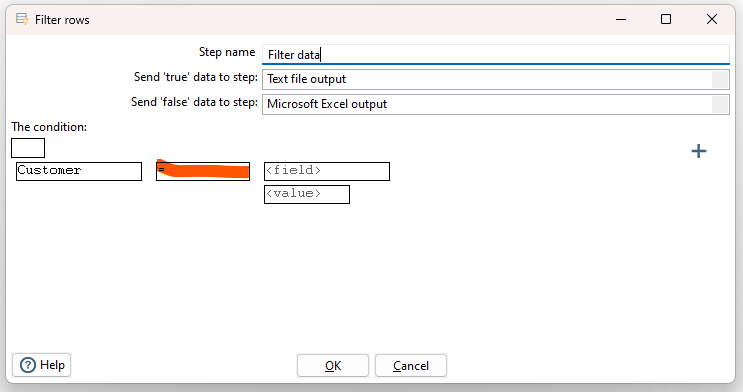 Filter rows
Step name Filter data
Send 'true' data to step: Text file output
Send 'false' data to step: Microsoft Excel output
The condition:
Customer = <field>
<value>
Help OK Cancel